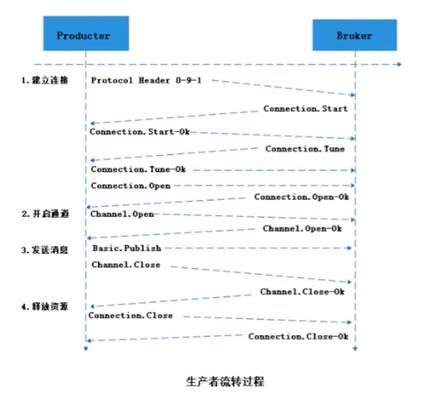 Producter
Broker
1.建立连接 Protocol Header 0-9-1
Connection.Start
Connection.Start-Ok
Connection.Tune
Connection.Tune-Ok
Connection.Open
Connection.Open-Ok
2.开启通道 Channel.Open
Channel.Open-Ok
3.发送消息 Basic.Publish
Channel.Close
Channel.Close-Ok
4.释放资源
Connection.Close
Connection.Close-Ok
生产者流转过程